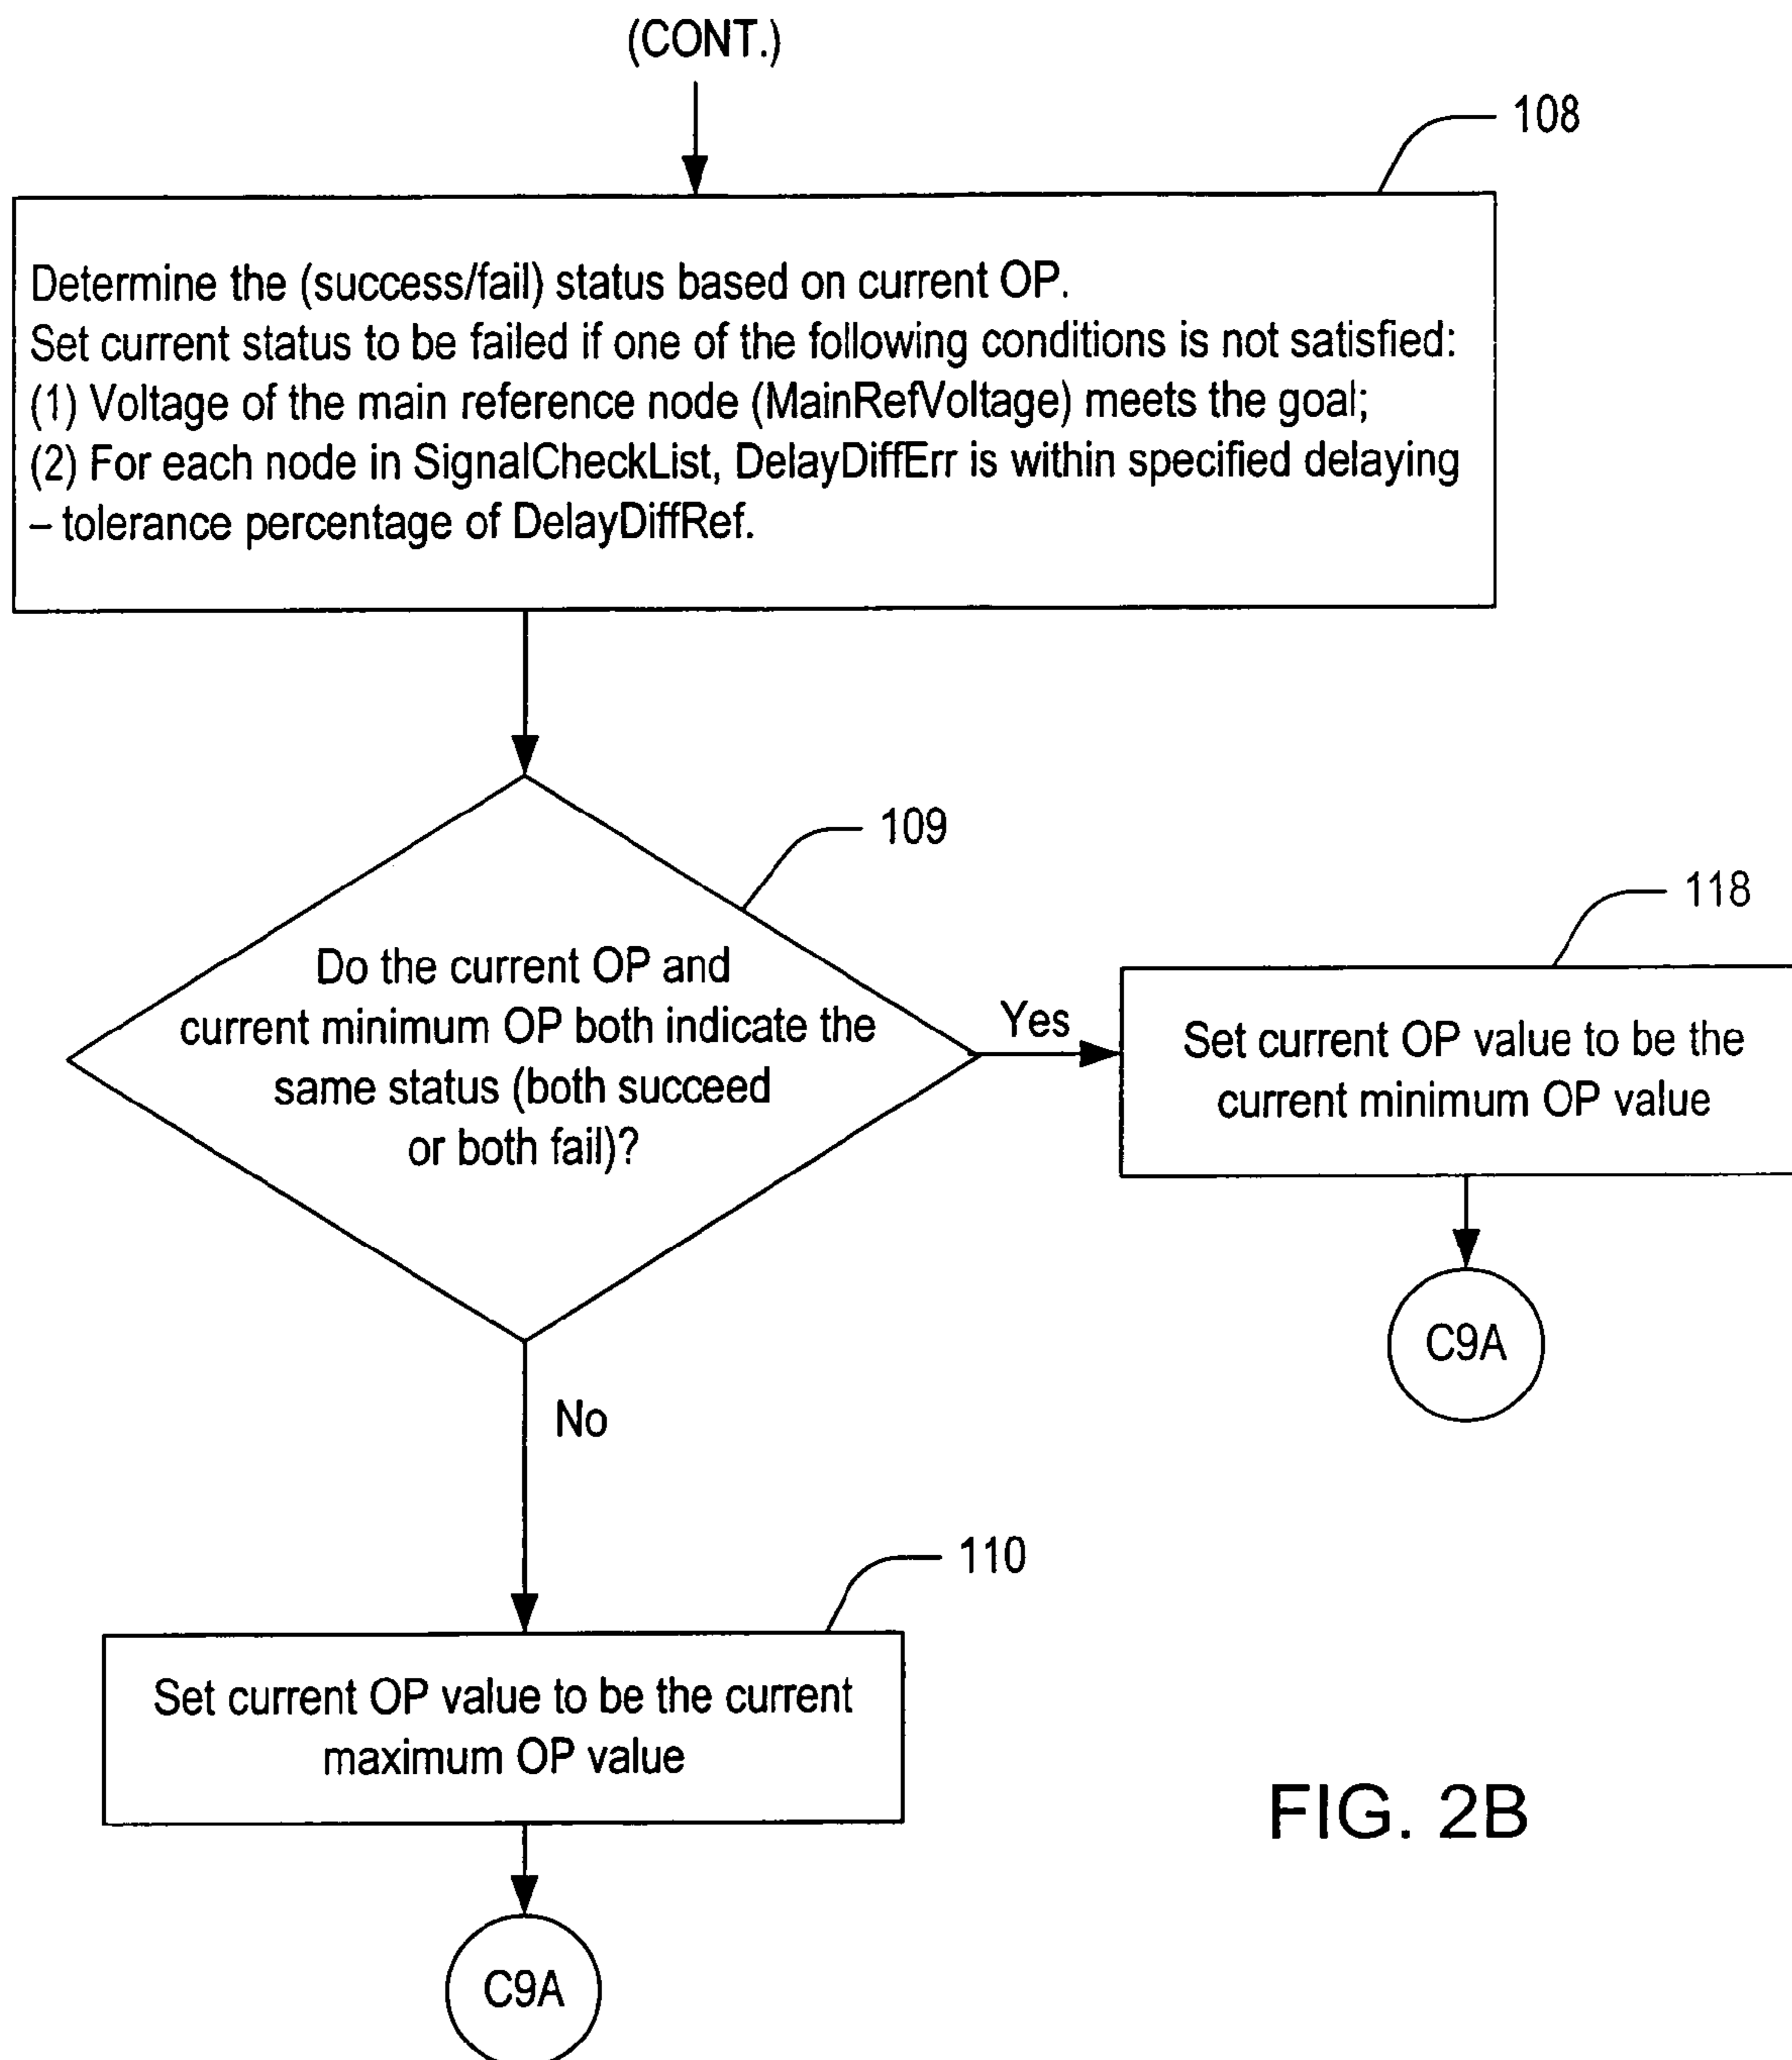 (CONT.)
108
Determine the (success/fail) status based on current OP.
Set current status to be failed if one of the following conditions is not satisfied:
(1) Voltage of the main reference node (MainRefVoltage) meets the goal;
(2) For each node in SignalCheckList, DelayDiffErr is within specified delaying
– tolerance percentage of DelayDiffRef.
109
Do the current OP and
current minimum OP both indicate the
same status (both succeed
or both fail)?
Yes
118
Set current OP value to be the
current minimum OP value
C9A
No
110
Set current OP value to be the current
maximum OP value
C9A
FIG. 2B